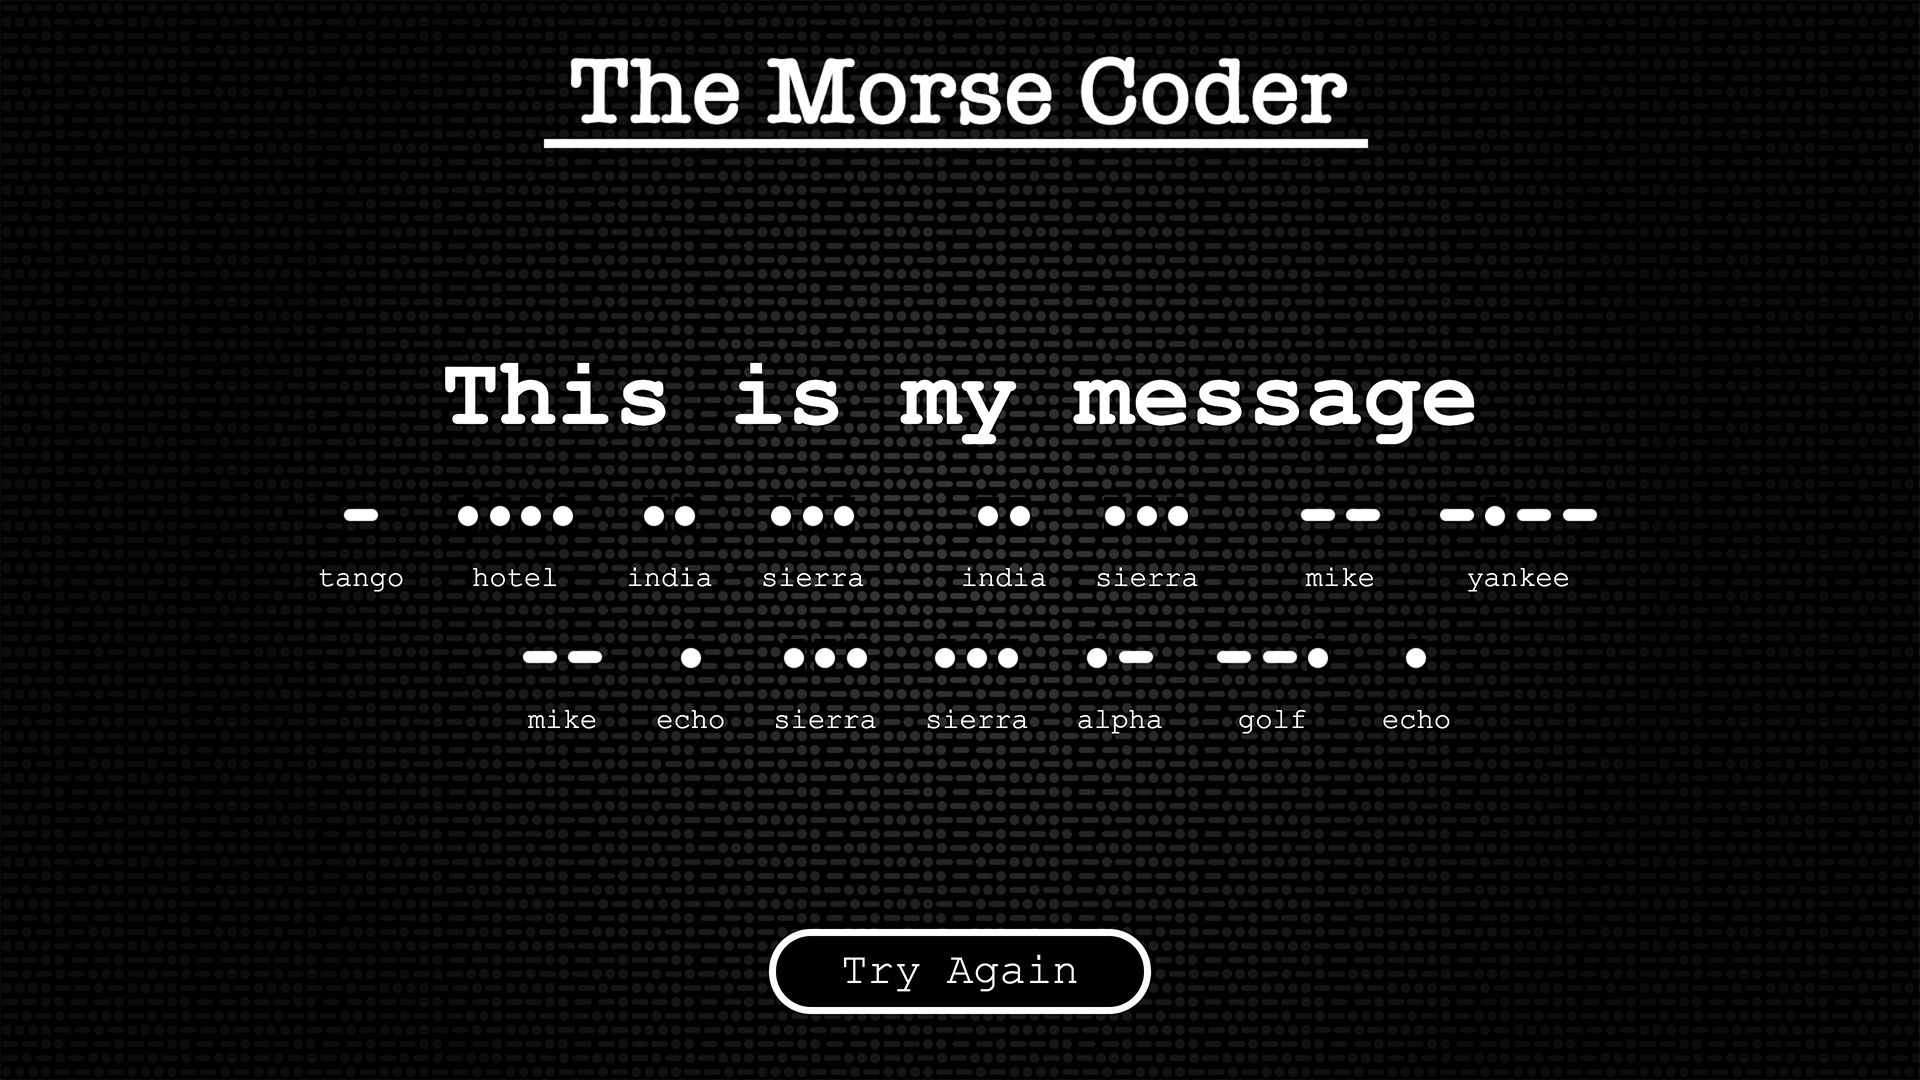 The Morse Coder
This is my message
— •••• •• ••• •• ••• —— —•——
tango hotel india sierra india sierra mike yankee
—— • ••• ••• •— ——• •
mike echo sierra sierra alpha golf echo
Try Again